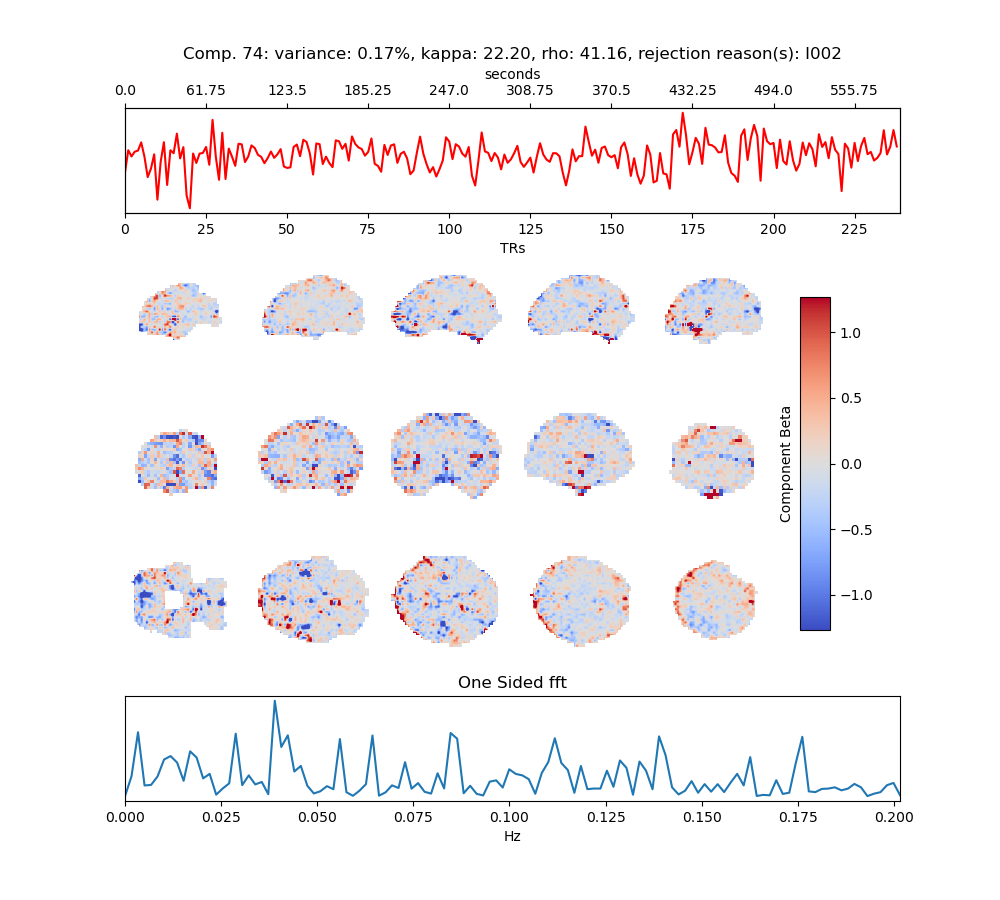 Comp. 74: variance: 0.17%, kappa: 22.20, rho: 41.16, rejection reason(s): I002
seconds
0.0 61.75 123.5 185.25 247.0 308.75 370.5 432.25 494.0 555.75
0 25 50 75 100 125 150 175 200 225
TRs
1.0
0.5
0.0
−0.5
−1.0
Component Beta
One Sided fft
0.000 0.025 0.050 0.075 0.100 0.125 0.150 0.175 0.200
Hz